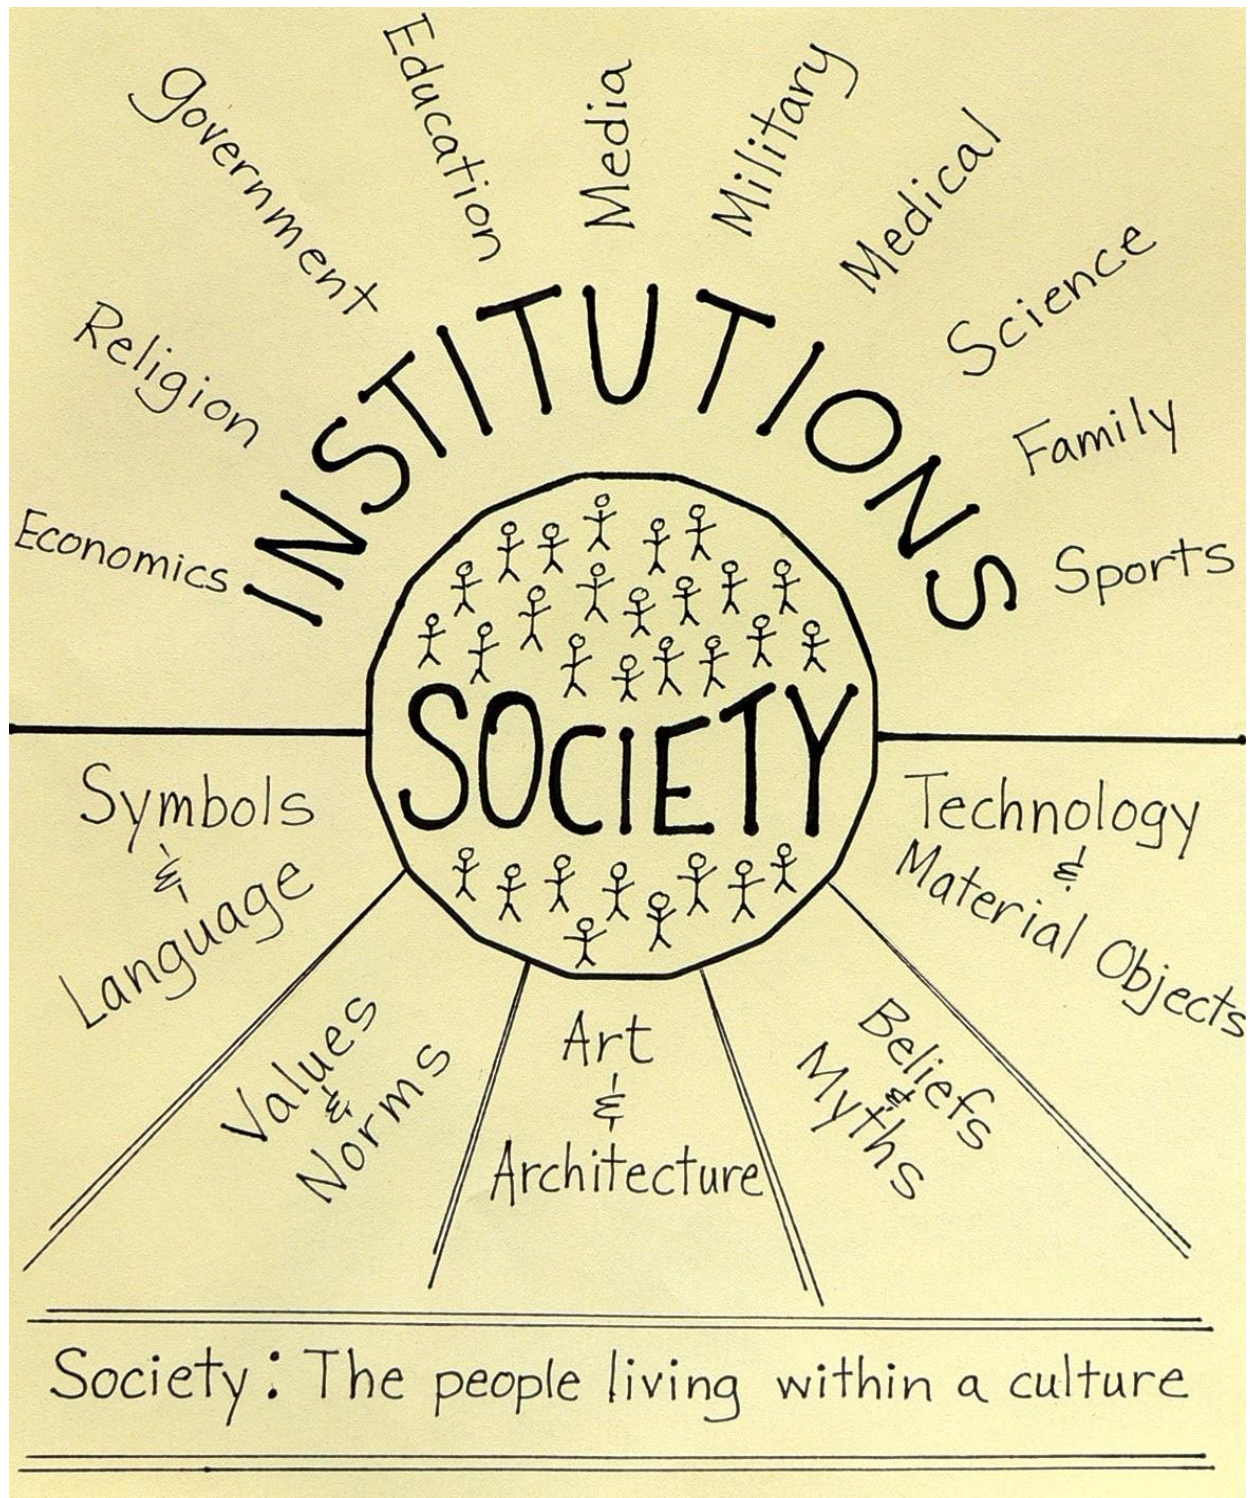 Economics
Religion
Government
Education
Media
Military
Medical
Science
Family
Sports
INSTITUTIONS
SOCIETY
Symbols
&
Language
Values
&
Norms
Art
&
Architecture
Beliefs
&
Myths
Technology
&
Material Objects
Society: The people living within a culture